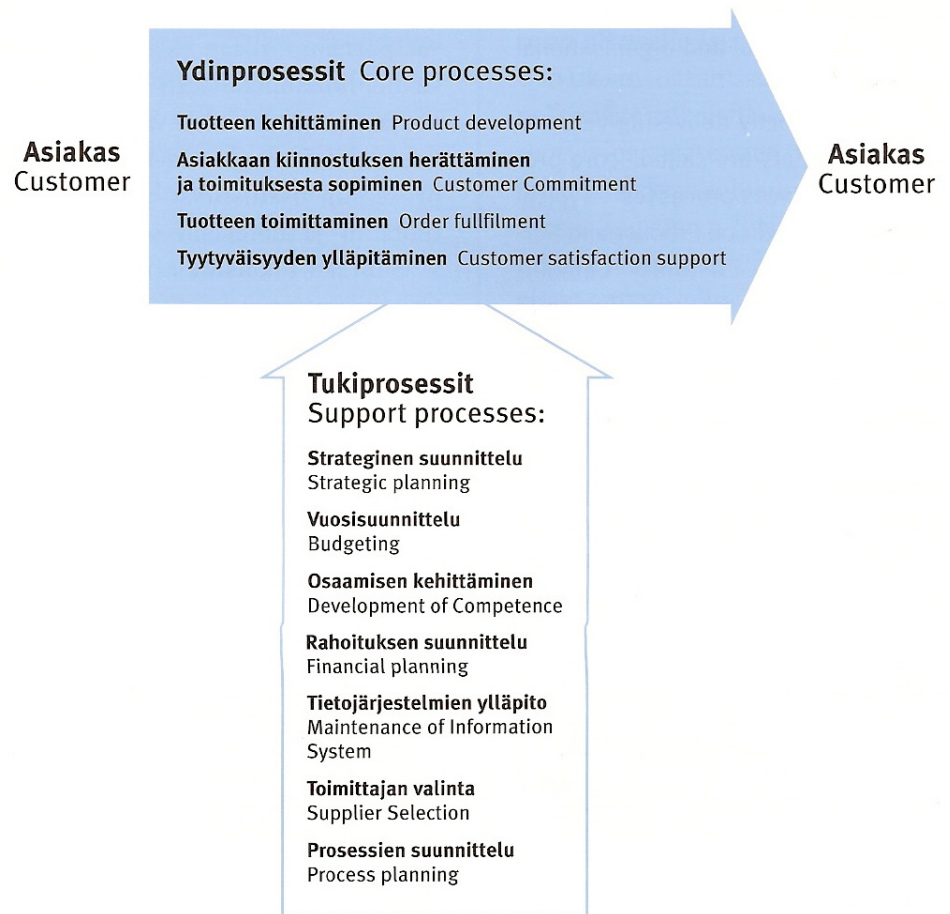 Ydinprosessit Core processes:
Tuotteen kehittäminen Product development
Asiakkaan kiinnostuksen herättäminen
ja toimituksesta sopiminen Customer Commitment
Tuotteen toimittaminen Order fullfilment
Tyytyväisyyden ylläpitäminen Customer satisfaction support
Asiakas
Customer
Asiakas
Customer
Tukiprosessit
Support processes:
Strateginen suunnittelu
Strategic planning
Vuosisuunnittelu
Budgeting
Osaamisen kehittäminen
Development of Competence
Rahoituksen suunnittelu
Financial planning
Tietojärjestelmien ylläpito
Maintenance of Information
System
Toimittajan valinta
Supplier Selection
Prosessien suunnittelu
Process planning